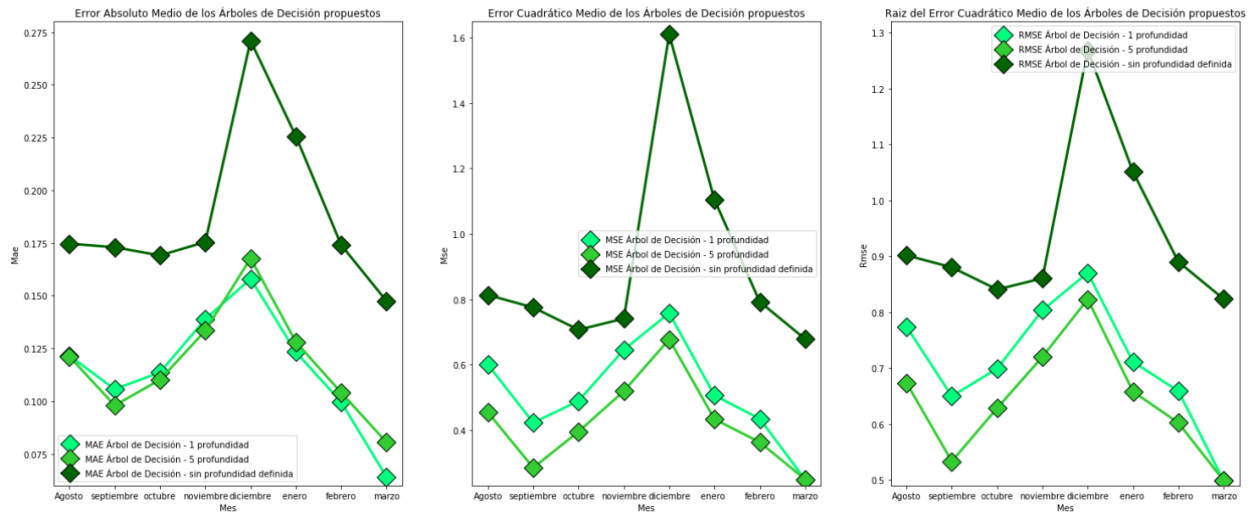 Error Absoluto Medio de los Árboles de Decisión propuestos
0.275
0.250
0.225
0.200
0.175
0.150
0.125
0.100
0.075
Mae
MAE Árbol de Decisión - 1 profundidad
MAE Árbol de Decisión - 5 profundidad
MAE Árbol de Decisión - sin profundidad definida
Agosto septiembre octubre noviembre diciembre enero febrero marzo
Mes
Error Cuadrático Medio de los Árboles de Decisión propuestos
1.6
1.4
1.2
1.0
0.8
0.6
0.4
Mse
MSE Árbol de Decisión - 1 profundidad
MSE Árbol de Decisión - 5 profundidad
MSE Árbol de Decisión - sin profundidad definida
Agosto septiembre octubre noviembre diciembre enero febrero marzo
Mes
Raiz del Error Cuadrático Medio de los Árboles de Decisión propuestos
1.3
1.2
1.1
1.0
0.9
0.8
0.7
0.6
0.5
Rmse
RMSE Árbol de Decisión - 1 profundidad
RMSE Árbol de Decisión - 5 profundidad
RMSE Árbol de Decisión - sin profundidad definida
Agosto septiembre octubre noviembre diciembre enero febrero marzo
Mes